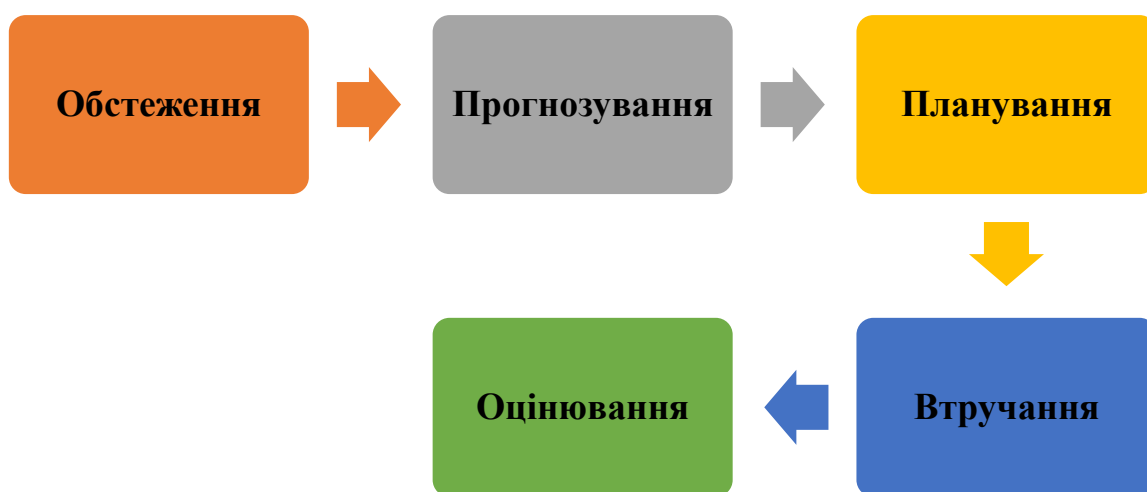 Обстеження
Прогнозування
Планування
Втручання
Оцінювання